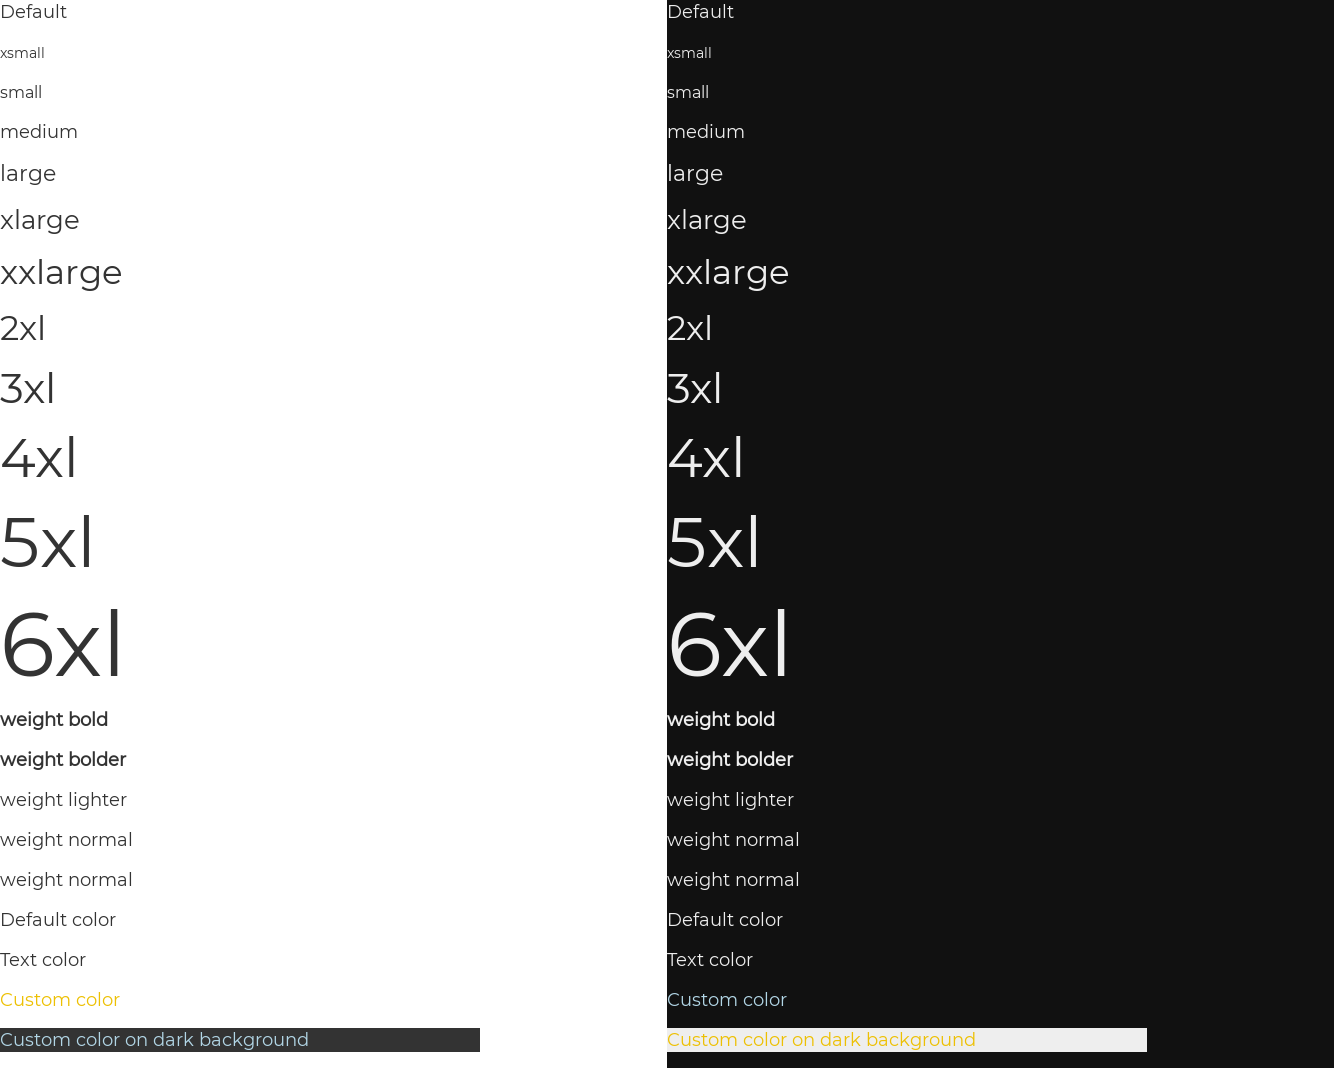 Default
xsmall
small
medium
large
xlarge
xxlarge
2xl
3xl
4xl
5xl
6xl
weight bold
weight bolder
weight lighter
weight normal
weight normal
Default color
Text color
Custom color
Custom color on dark background
Default
xsmall
small
medium
large
xlarge
xxlarge
2xl
3xl
4xl
5xl
6xl
weight bold
weight bolder
weight lighter
weight normal
weight normal
Default color
Text color
Custom color
Custom color on dark background